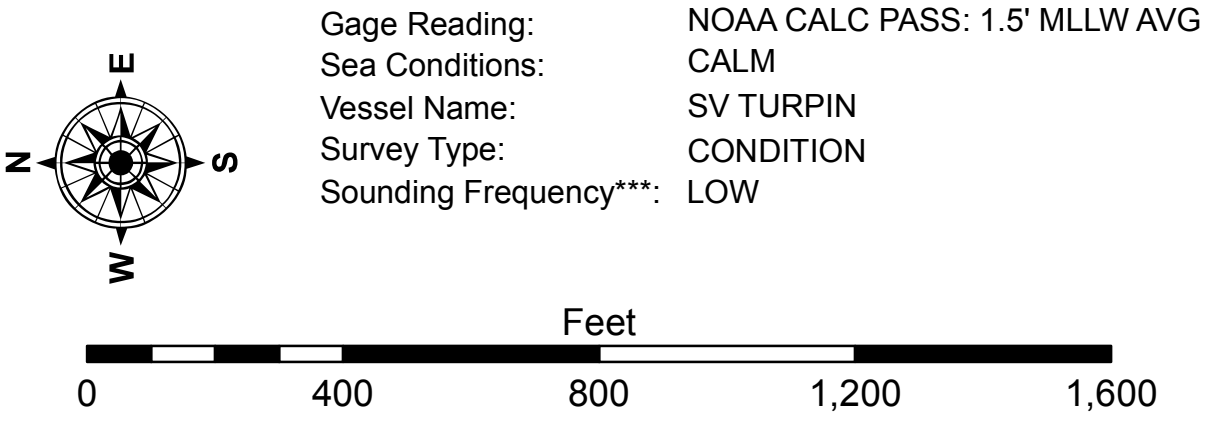 Gage Reading: NOAA CALC PASS: 1.5' MLLW AVG
Sea Conditions: CALM
Vessel Name: SV TURPIN
Survey Type: CONDITION
Sounding Frequency***: LOW
E
N
S
W
Feet
0 400 800 1,200 1,600